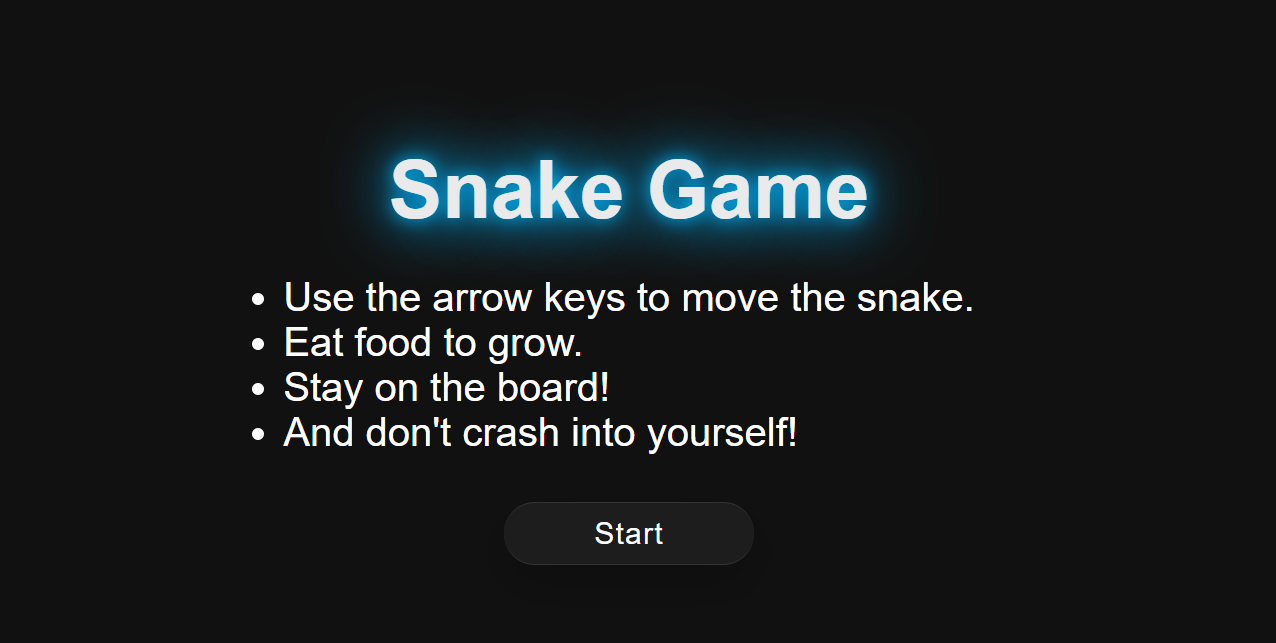 Snake Game
• Use the arrow keys to move the snake.
• Eat food to grow.
• Stay on the board!
• And don't crash into yourself!
Start